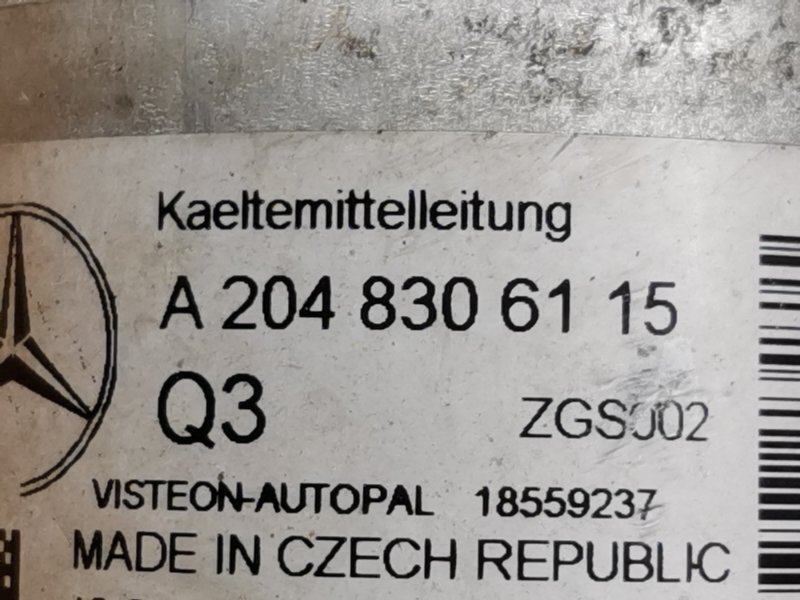 Kaeltemittelleitung
A 204 830 61 15
Q3 ZGS002
VISTEON-AUTOPAL 18559237
MADE IN CZECH REPUBLIC